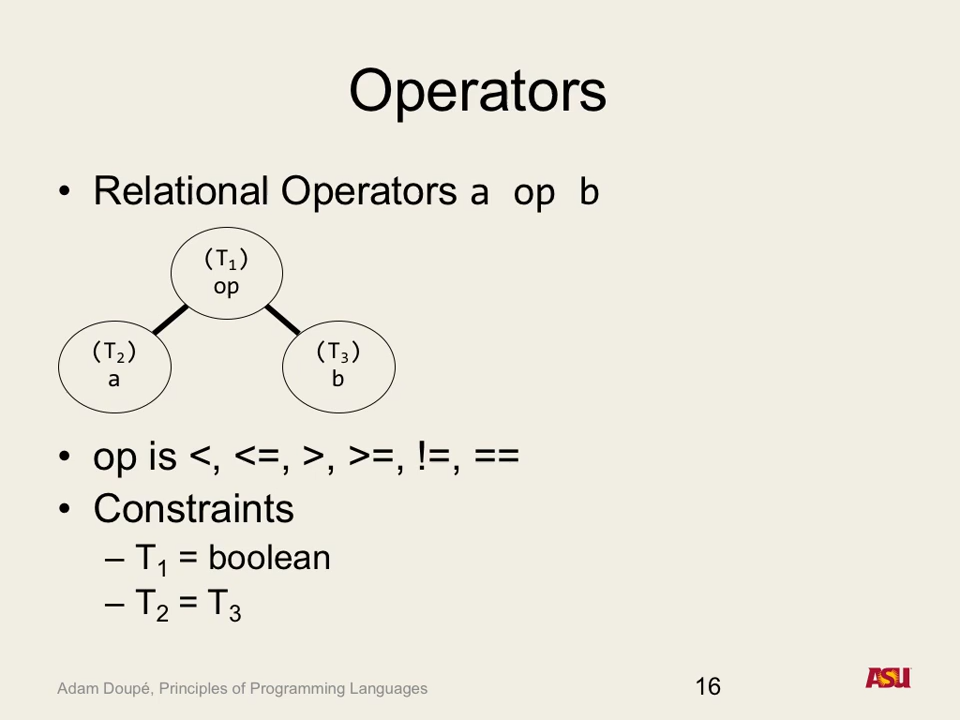 Operators
• Relational Operators a op b
(T1)
op
(T2)
a
(T3)
b
• op is <, <=, >, >=, !=, ==
• Constraints
– T1 = boolean
– T2 = T3
Adam Doupé, Principles of Programming Languages
16
ASU